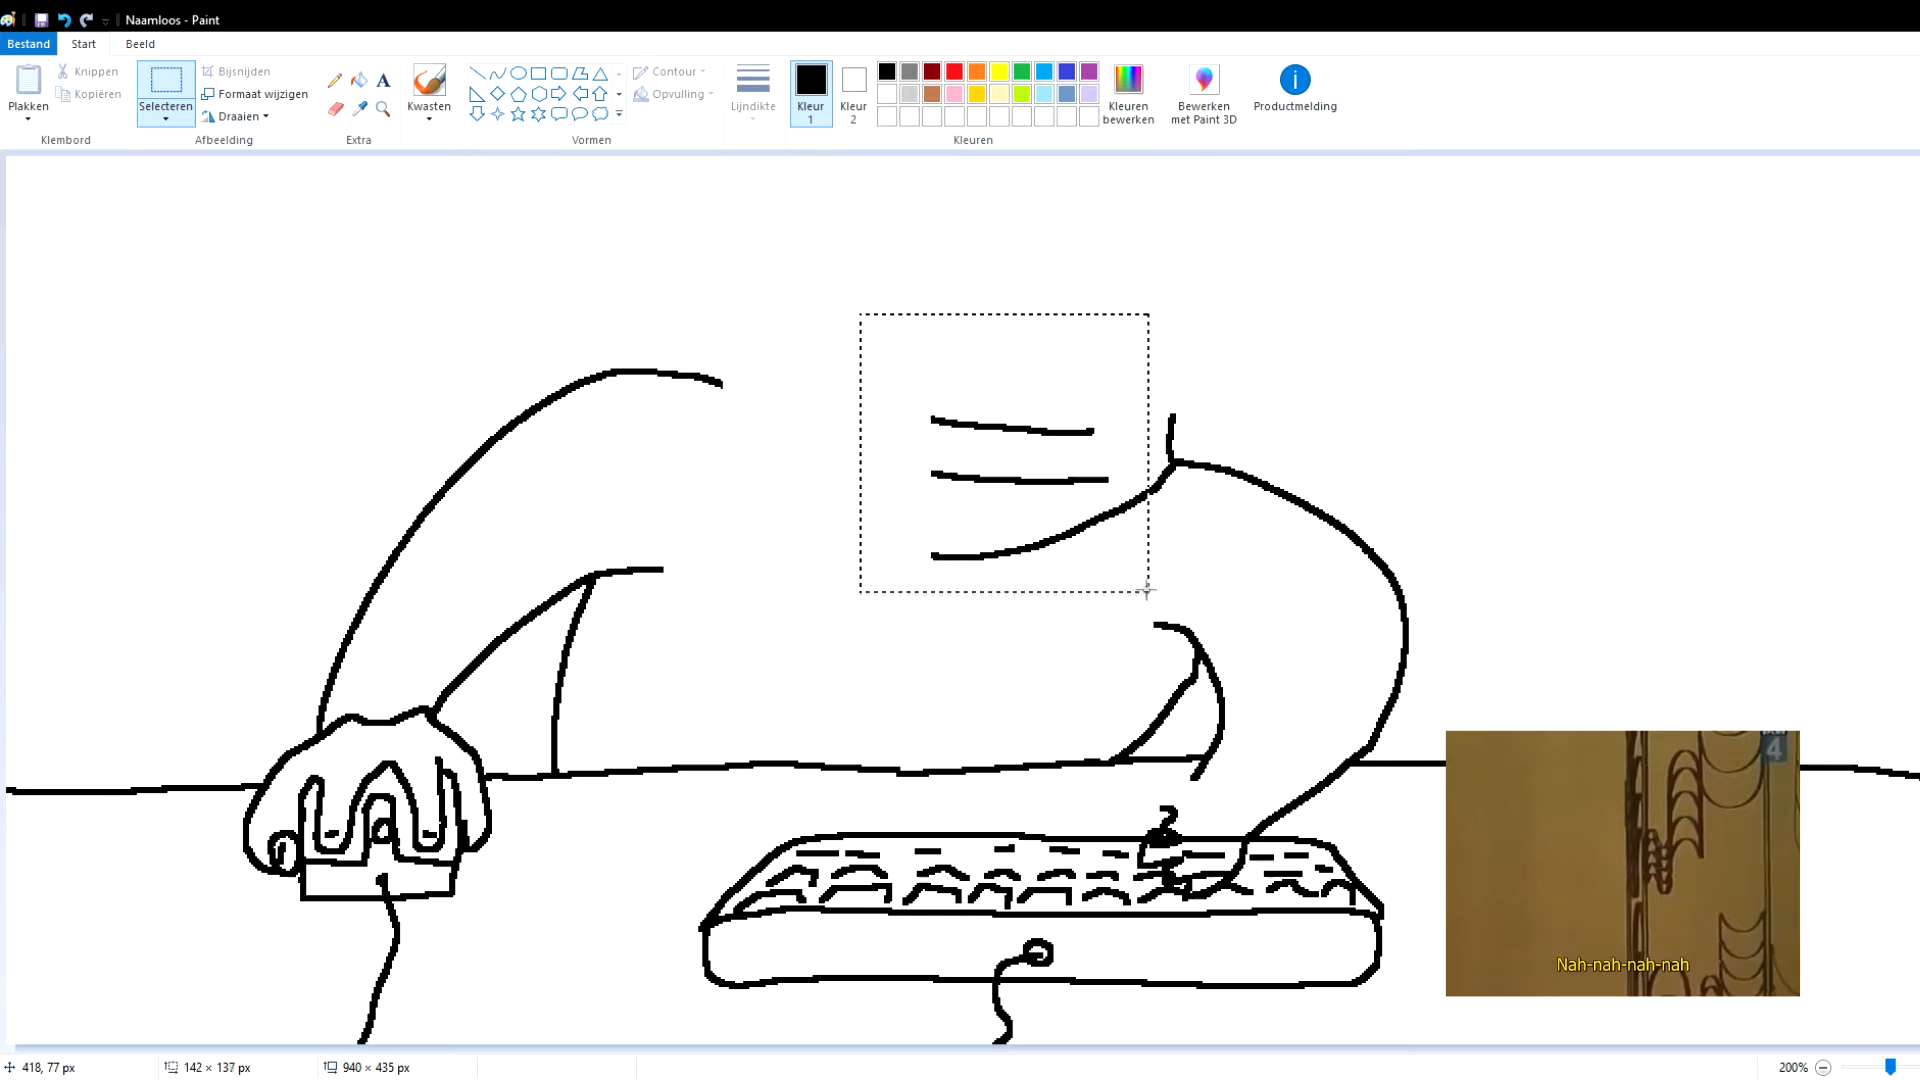 Naamloos - Paint
Bestand Start Beeld
Plakken
Knippen
Kopiëren
Klembord
Selecteren
Bijsnijden
Formaat wijzigen
Draaien
Afbeelding
A
Extra
Kwasten
Vormen
Contour
Opvulling
Lijndikte
Kleur 1
Kleur 2
Kleuren bewerken
Kleuren
Bewerken met Paint 3D
Productmelding
4
Nah-nah-nah-nah
418, 77 px 142 × 137 px 940 × 435 px 200%